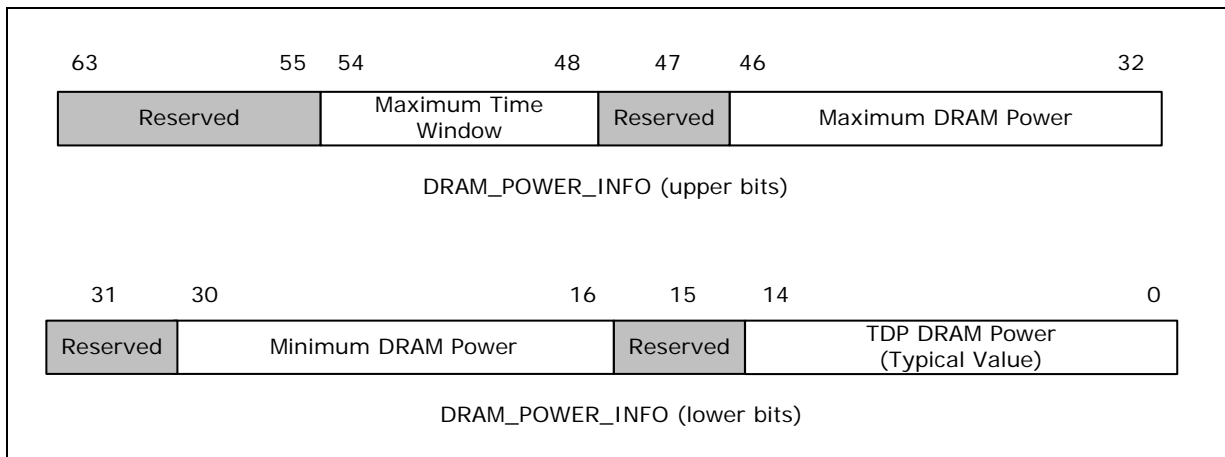 63 55 54 48 47 46 32
Reserved
Maximum Time
Window
Reserved
Maximum DRAM Power
DRAM_POWER_INFO (upper bits)
31 30 16 15 14 0
Reserved
Minimum DRAM Power
Reserved
TDP DRAM Power
(Typical Value)
DRAM_POWER_INFO (lower bits)